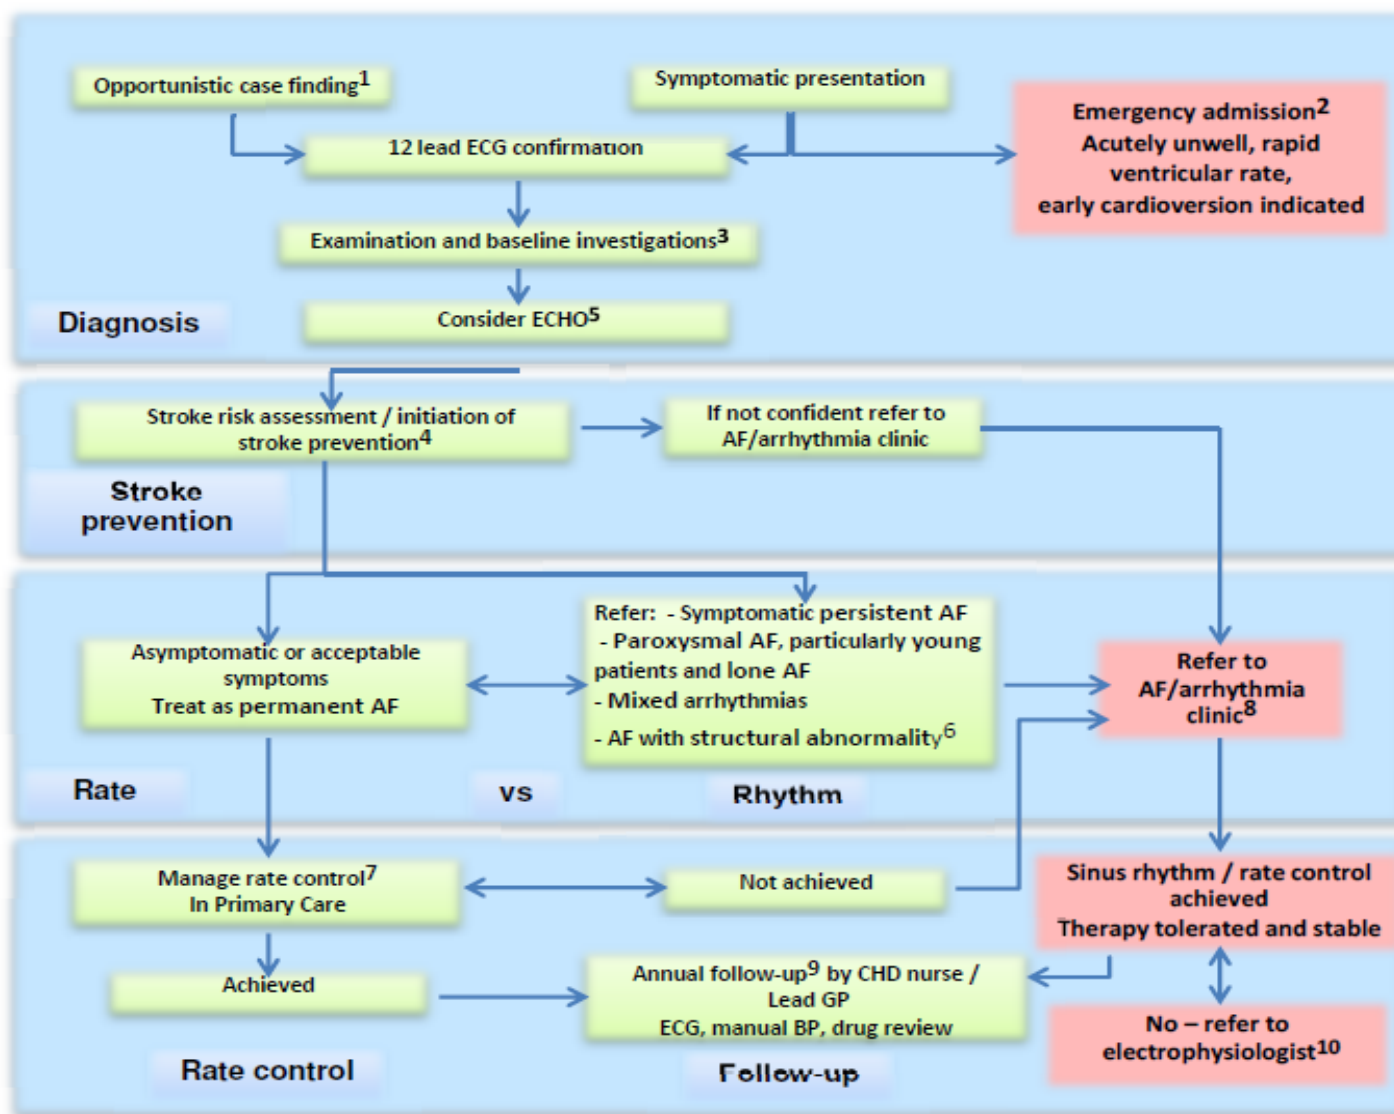 Opportunistic case finding1
Symptomatic presentation
Emergency admission2
Acutely unwell, rapid
ventricular rate,
early cardioversion indicated
12 lead ECG confirmation
Examination and baseline investigations3
Consider ECHO5
Diagnosis
Stroke risk assessment / initiation of
stroke prevention4
If not confident refer to
AF/arrhythmia clinic
Stroke
prevention
Asymptomatic or acceptable
symptoms
Treat as permanent AF
Refer: - Symptomatic persistent AF
- Paroxysmal AF, particularly young
patients and lone AF
- Mixed arrhythmias
- AF with structural abnormality6
Refer to
AF/arrhythmia
clinic8
Rate
vs
Rhythm
Manage rate control7
In Primary Care
Not achieved
Sinus rhythm / rate control
achieved
Therapy tolerated and stable
Achieved
Annual follow-up9 by CHD nurse /
Lead GP
ECG, manual BP, drug review
No – refer to
electrophysiologist10
Rate control
Follow-up